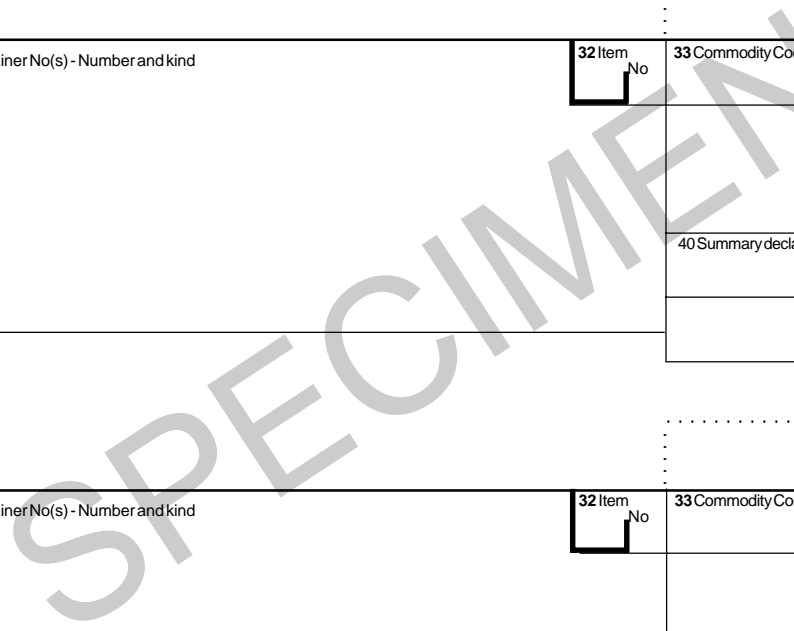 iner No(s) - Number and kind
32 Item No
33 Commodity Co
40 Summary decla
SPECIMEN
iner No(s) - Number and kind
32 Item No
33 Commodity Co